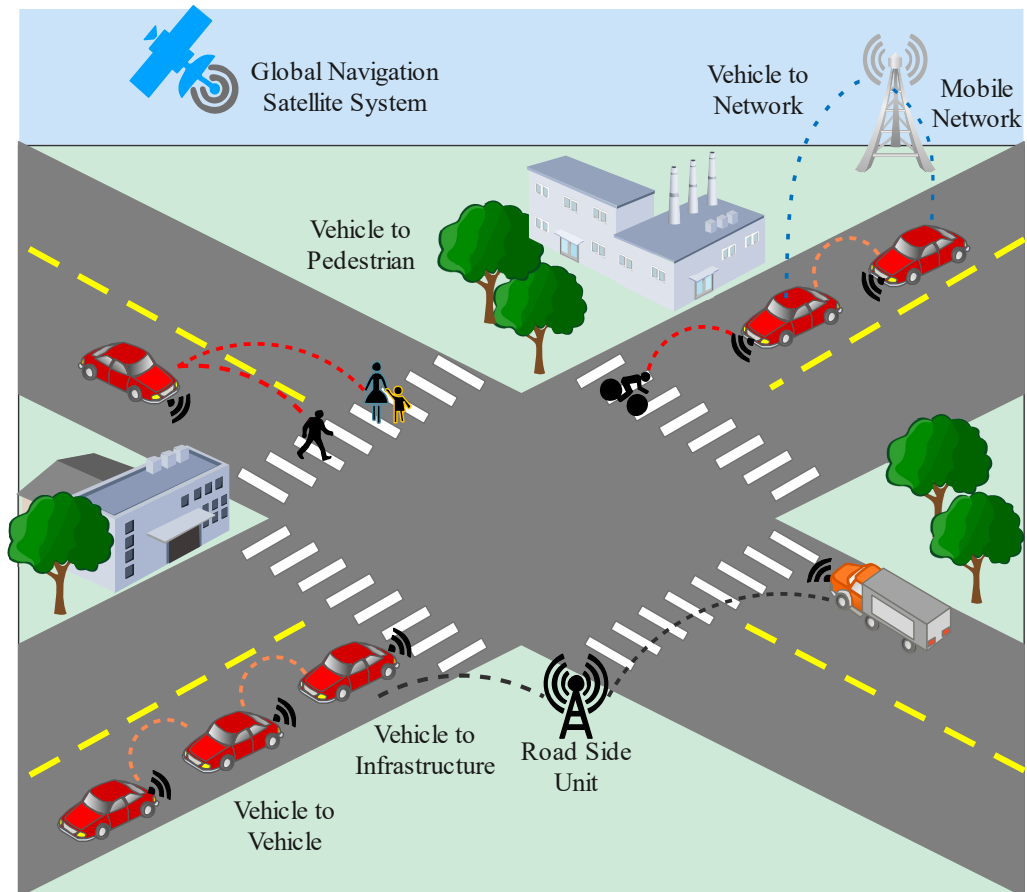 Global Navigation
Satellite System
Vehicle to
Network
Mobile
Network
Vehicle to
Pedestrian
Vehicle to
Infrastructure
Road Side
Unit
Vehicle to
Vehicle